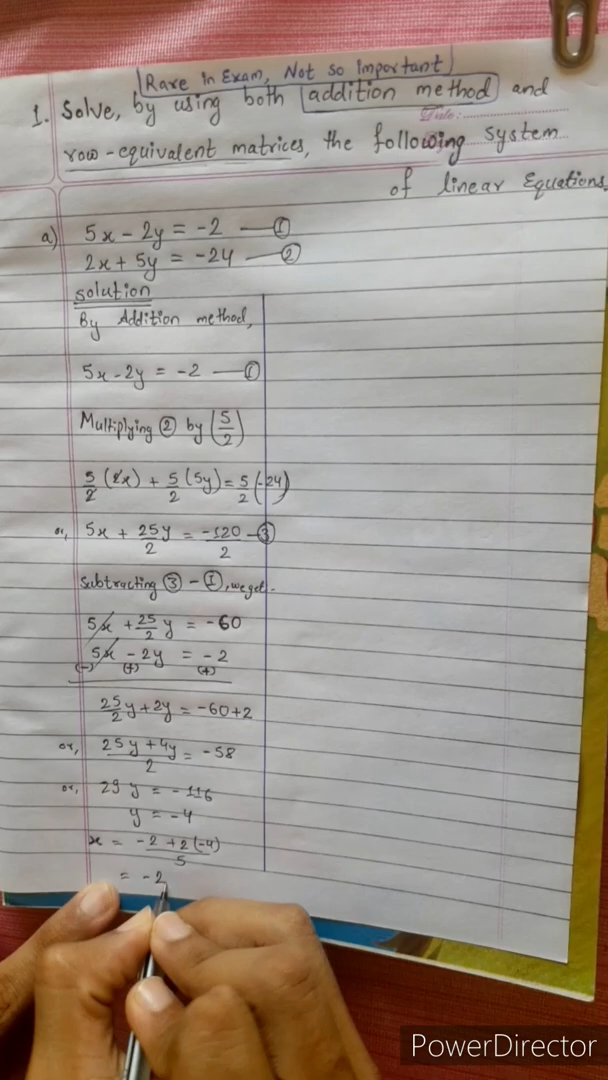 Rare in Exam, Not so important
1. Solve, by using both addition method and
Date:
row-equivalent matrices, the following system
of linear Equations.
a) 5x - 2y = -2 —①
2x + 5y = -24 —②
solution
By Addition method,
5x - 2y = -2 —①
Multiplying ② by (5/2)
5/2 (2x) + 5/2 (5y) = 5/2 (-24)
or, 5x + 25y/2 = -120/2 —③
Subtracting ③ - ①, we get.
5x + 25/2 y = -60
5x - 2y = -2
(-) (+) (+)
25/2 y + 2y = -60+2
or, 25y + 4y/2 = -58
or, 29 y = -116
y = -4
x = -2 + 2(-4)/5
= -2
PowerDirector